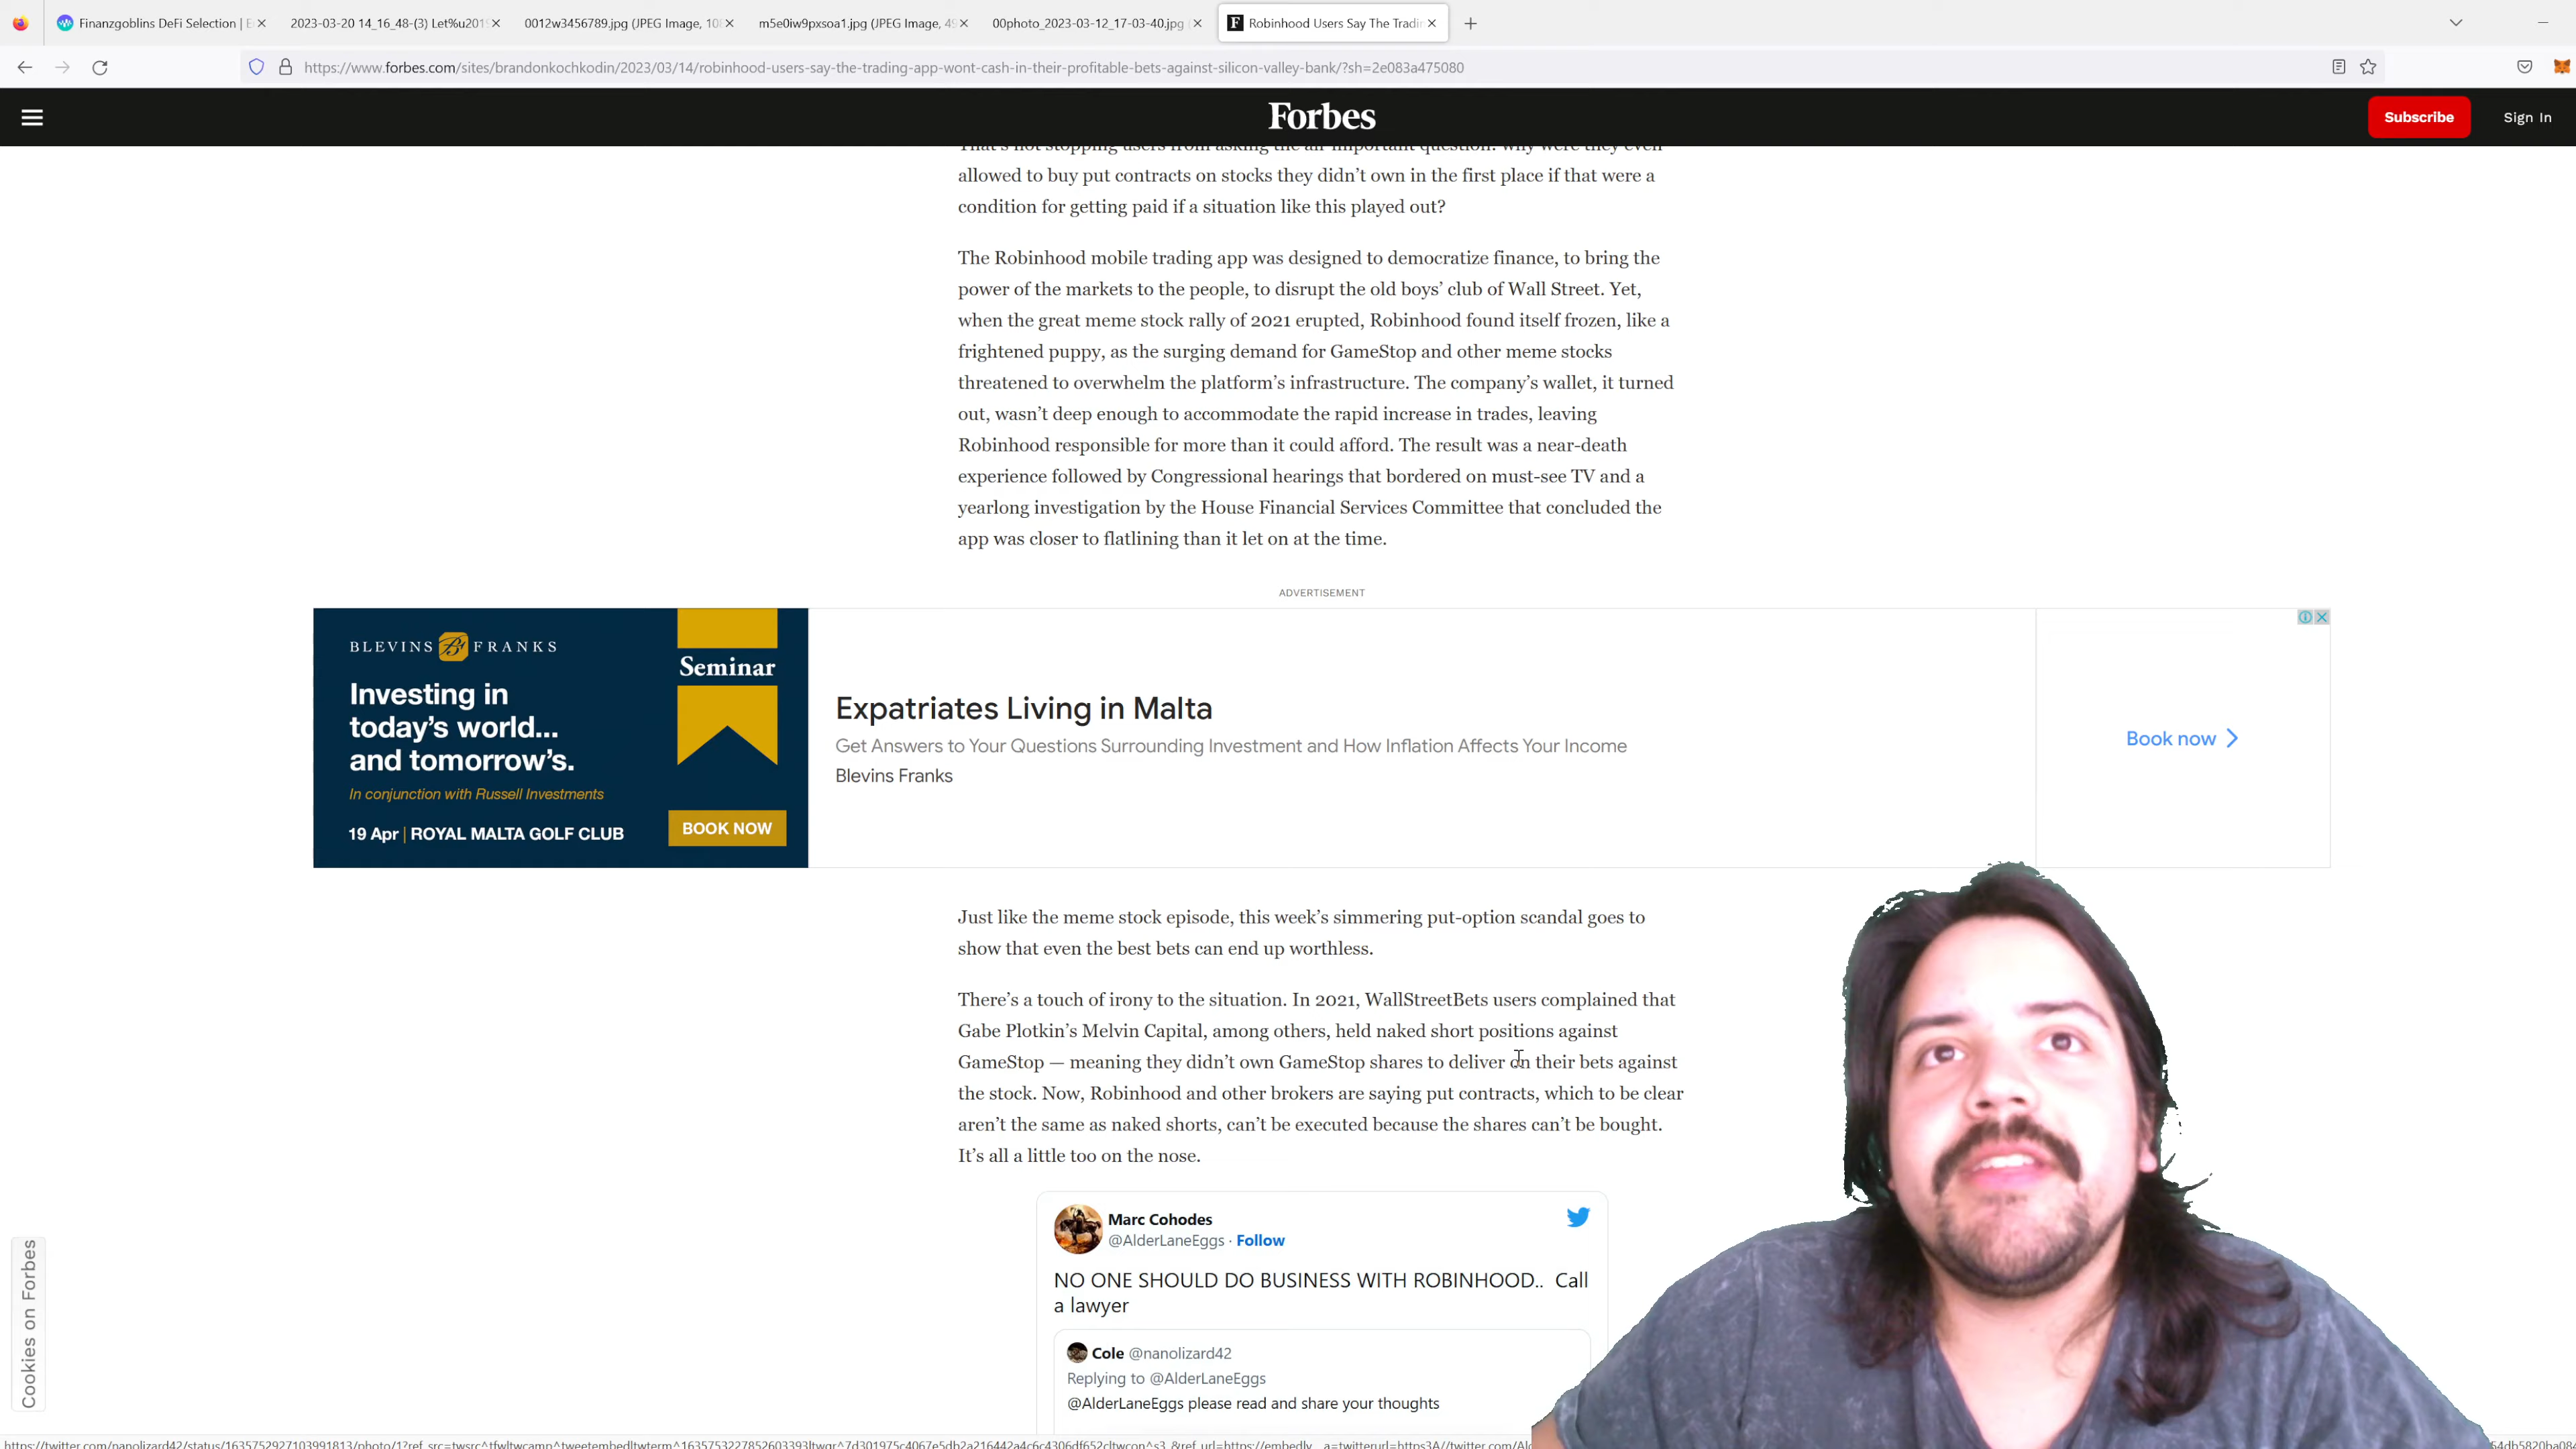 Finanzgoblins DeFi Selection |
2023-03-20 14_16_48-(3) Let%u201
0012w3456789.jpg (JPEG Image,
m5e0iw9pxsoa1.jpg (JPEG Image,
00photo_2023-03-12_17-03-40.jpg
Robinhood Users Say The Tradin
https://www.forbes.com/sites/brandonkochkodin/2023/03/14/robinhood-users-say-the-trading-app-wont-cash-in-their-profitable-bets-against-silicon-valley-bank/?sh=2e083a475080
Forbes
Subscribe
Sign In
That's not stopping users from asking the all-important question: why were they even
allowed to buy put contracts on stocks they didn't own in the first place if that were a
condition for getting paid if a situation like this played out?
The Robinhood mobile trading app was designed to democratize finance, to bring the
power of the markets to the people, to disrupt the old boys' club of Wall Street. Yet,
when the great meme stock rally of 2021 erupted, Robinhood found itself frozen, like a
frightened puppy, as the surging demand for GameStop and other meme stocks
threatened to overwhelm the platform's infrastructure. The company's wallet, it turned
out, wasn't deep enough to accommodate the rapid increase in trades, leaving
Robinhood responsible for more than it could afford. The result was a near-death
experience followed by Congressional hearings that bordered on must-see TV and a
yearlong investigation by the House Financial Services Committee that concluded the
app was closer to flatlining than it let on at the time.
ADVERTISEMENT
BLEVINS FRANKS
Seminar
Investing in
today's world...
and tomorrow's.
In conjunction with Russell Investments
19 Apr | ROYAL MALTA GOLF CLUB
BOOK NOW
Expatriates Living in Malta
Get Answers to Your Questions Surrounding Investment and How Inflation Affects Your Income
Blevins Franks
Book now
Just like the meme stock episode, this week's simmering put-option scandal goes to
show that even the best bets can end up worthless.
There's a touch of irony to the situation. In 2021, WallStreetBets users complained that
Gabe Plotkin's Melvin Capital, among others, held naked short positions against
GameStop — meaning they didn't own GameStop shares to deliver on their bets against
the stock. Now, Robinhood and other brokers are saying put contracts, which to be clear
aren't the same as naked shorts, can't be executed because the shares can't be bought.
It's all a little too on the nose.
Marc Cohodes
@AlderLaneEggs · Follow
NO ONE SHOULD DO BUSINESS WITH ROBINHOOD.. Call
a lawyer
Cole @nanolizard42
Replying to @AlderLaneEggs
@AlderLaneEggs please read and share your thoughts
Cookies on Forbes